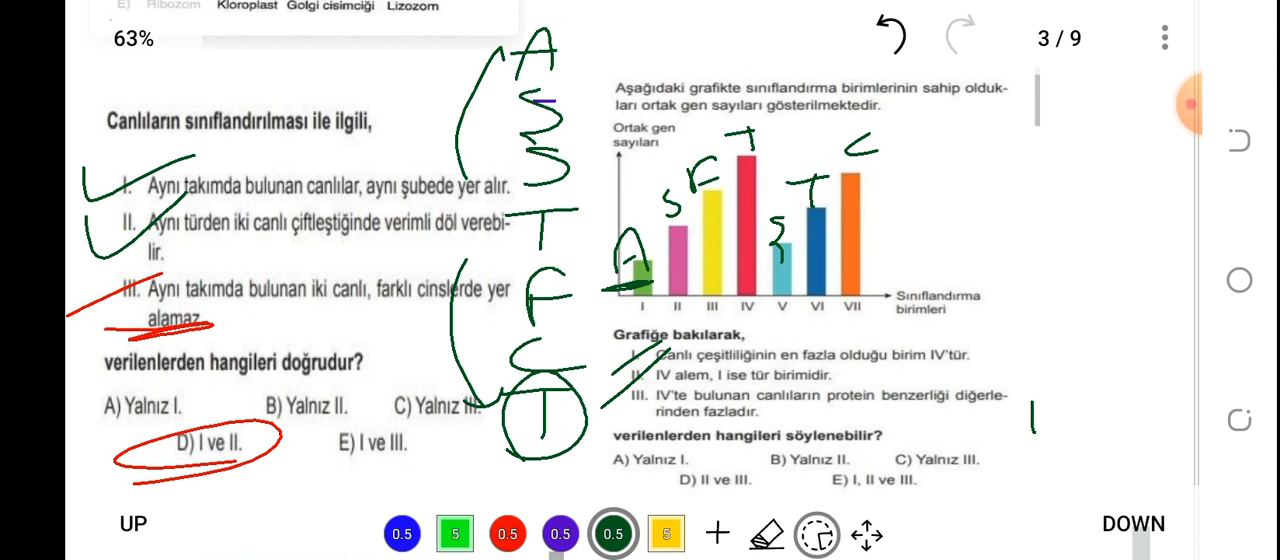 E) Ribozom Kloroplast Golgi cisimciği Lizozom
63%
3 / 9
Canlıların sınıflandırılması ile ilgili,
I. Aynı takımda bulunan canlılar, aynı şubede yer alır.
II. Aynı türden iki canlı çiftleştiğinde verimli döl verebi-
lir.
III. Aynı takımda bulunan iki canlı, farklı cinslerde yer
alamaz.
verilenlerden hangileri doğrudur?
A) Yalnız I. B) Yalnız II. C) Yalnız III.
D) I ve II. E) I ve III.
A
S
S
T
F
C
T
Aşağıdaki grafikte sınıflandırma birimlerinin sahip olduk-
ları ortak gen sayıları gösterilmektedir.
Ortak gen
sayıları
A S F T S T C
I II III IV V VI VII
Sınıflandırma
birimleri
Grafiğe bakılarak,
I. Canlı çeşitliliğinin en fazla olduğu birim IV'tür.
II. IV alem, I ise tür birimidir.
III. IV'te bulunan canlıların protein benzerliği diğerle-
rinden fazladır.
verilenlerden hangileri söylenebilir?
A) Yalnız I. B) Yalnız II. C) Yalnız III.
D) II ve III. E) I, II ve III.
UP
0.5 5 0.5 0.5 0.5 5
DOWN